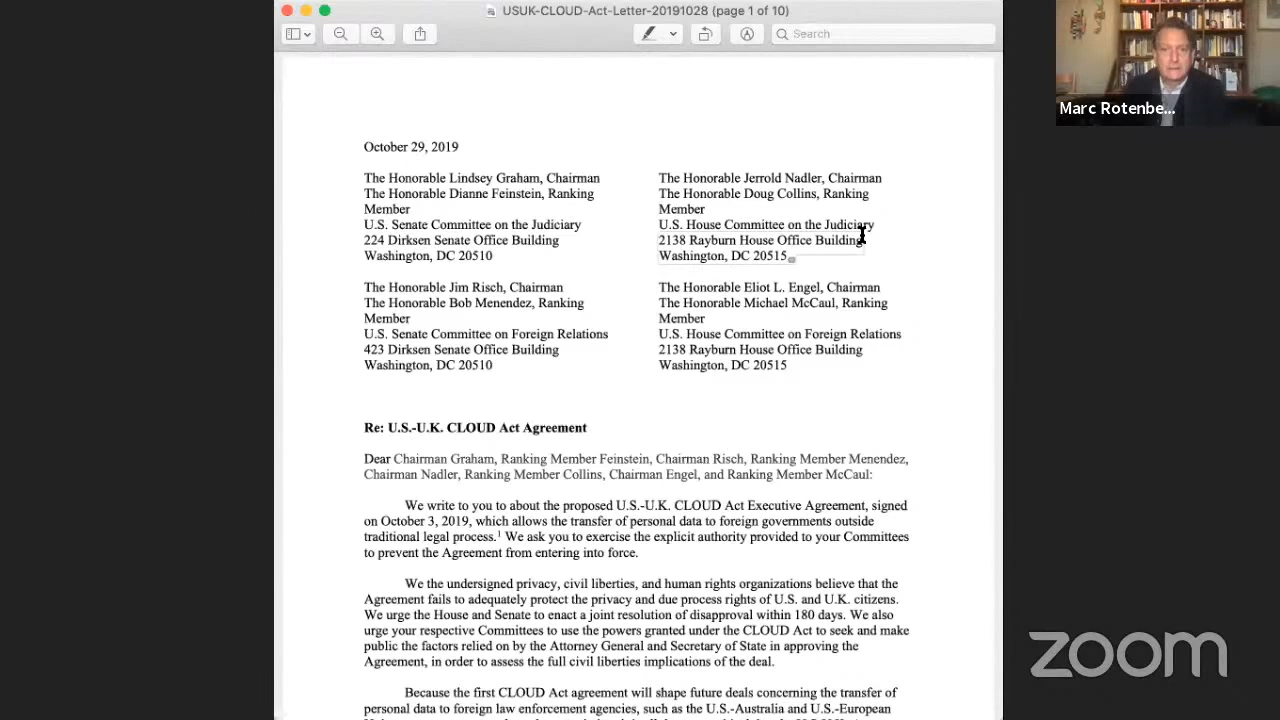 USUK-CLOUD-Act-Letter-20191028 (page 1 of 10)
Search
Marc Rotenbe...
October 29, 2019
The Honorable Lindsey Graham, Chairman
The Honorable Dianne Feinstein, Ranking
Member
U.S. Senate Committee on the Judiciary
224 Dirksen Senate Office Building
Washington, DC 20510
The Honorable Jerrold Nadler, Chairman
The Honorable Doug Collins, Ranking
Member
U.S. House Committee on the Judiciary
2138 Rayburn House Office Building
Washington, DC 20515
The Honorable Jim Risch, Chairman
The Honorable Bob Menendez, Ranking
Member
U.S. Senate Committee on Foreign Relations
423 Dirksen Senate Office Building
Washington, DC 20510
The Honorable Eliot L. Engel, Chairman
The Honorable Michael McCaul, Ranking
Member
U.S. House Committee on Foreign Relations
2138 Rayburn House Office Building
Washington, DC 20515
Re: U.S.-U.K. CLOUD Act Agreement
Dear Chairman Graham, Ranking Member Feinstein, Chairman Risch, Ranking Member Menendez,
Chairman Nadler, Ranking Member Collins, Chairman Engel, and Ranking Member McCaul:
We write to you to about the proposed U.S.-U.K. CLOUD Act Executive Agreement, signed
on October 3, 2019, which allows the transfer of personal data to foreign governments outside
traditional legal process.¹ We ask you to exercise the explicit authority provided to your Committees
to prevent the Agreement from entering into force.
We the undersigned privacy, civil liberties, and human rights organizations believe that the
Agreement fails to adequately protect the privacy and due process rights of U.S. and U.K. citizens.
We urge the House and Senate to enact a joint resolution of disapproval within 180 days. We also
urge your respective Committees to use the powers granted under the CLOUD Act to seek and make
public the factors relied on by the Attorney General and Secretary of State in approving the
Agreement, in order to assess the full civil liberties implications of the deal.
Because the first CLOUD Act agreement will shape future deals concerning the transfer of
personal data to foreign law enforcement agencies, such as the U.S.-Australia and U.S.-European
zoom